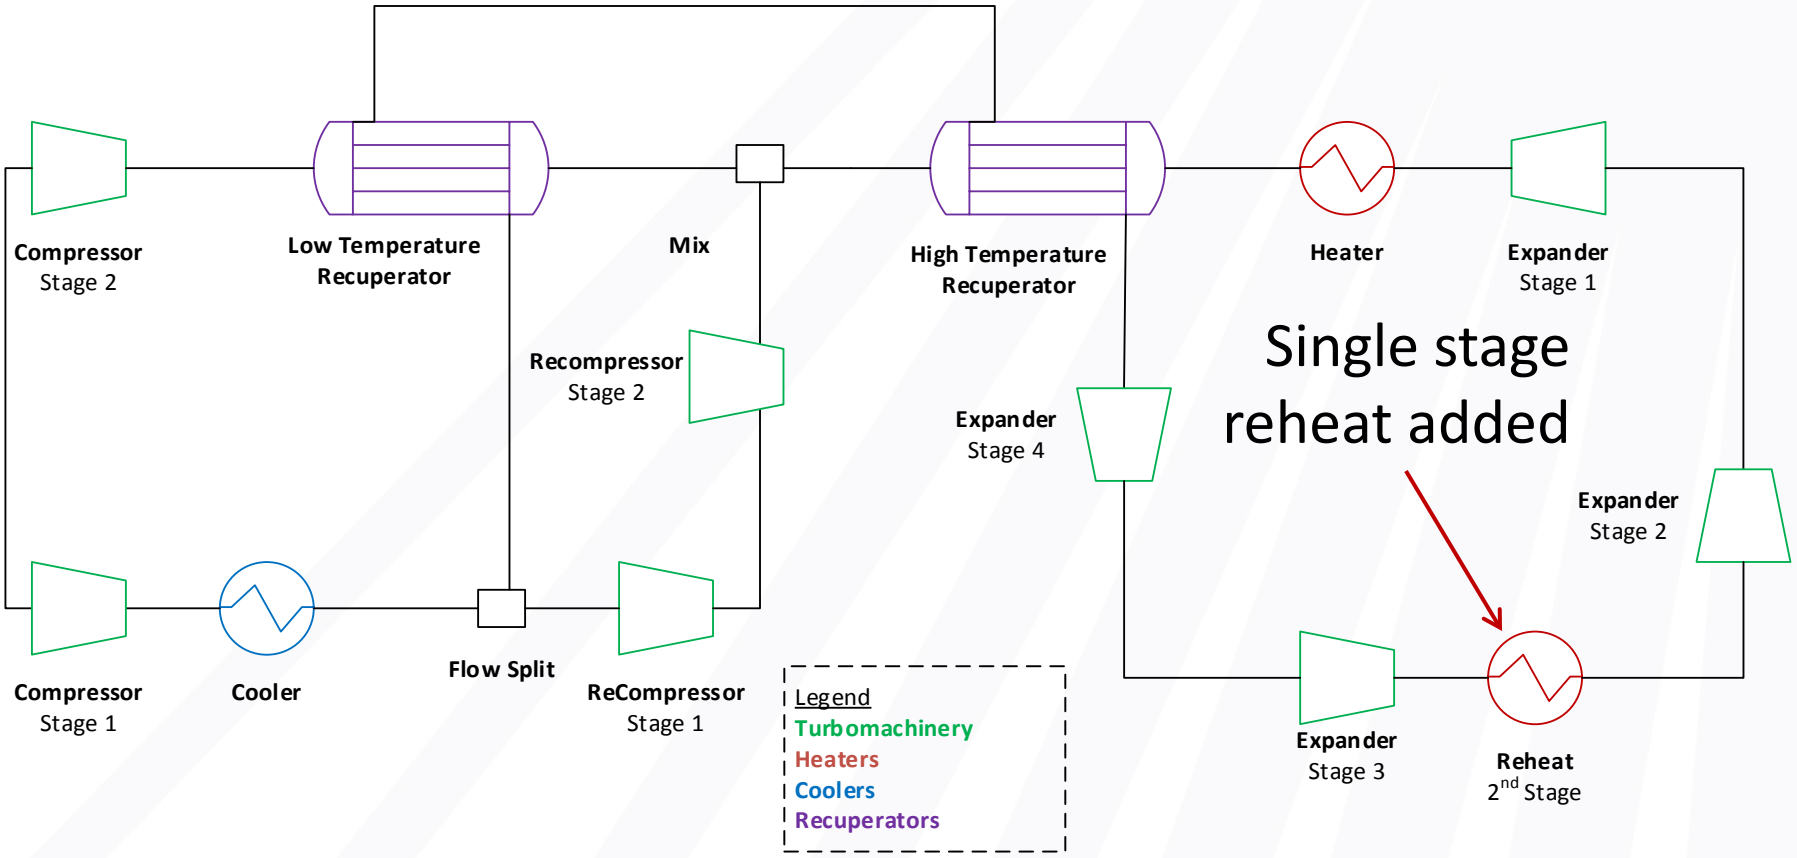 Compressor
Stage 2
Low Temperature
Recuperator
Mix
High Temperature
Recuperator
Heater
Expander
Stage 1
Single stage
reheat added
Recompressor
Stage 2
Expander
Stage 4
Expander
Stage 2
Compressor
Stage 1
Cooler
Flow Split
ReCompressor
Stage 1
Legend
Turbomachinery
Heaters
Coolers
Recuperators
Expander
Stage 3
Reheat
2nd Stage